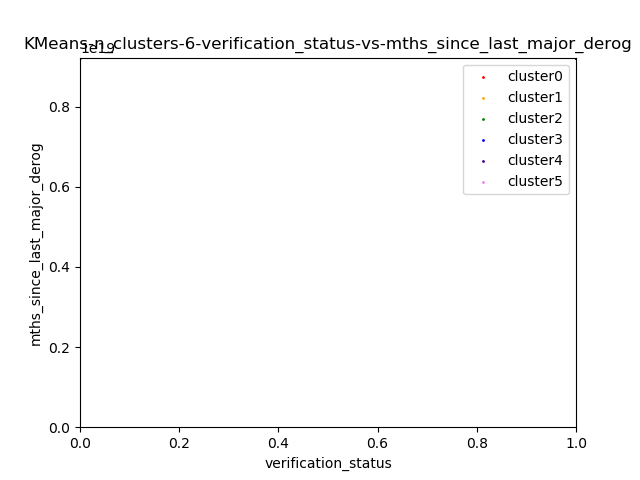 KMeans-n_clusters-6-verification_status-vs-mths_since_last_major_derog
1e19
cluster0
cluster1
cluster2
cluster3
cluster4
cluster5
mths_since_last_major_derog
0.8
0.6
0.4
0.2
0.0
0.0 0.2 0.4 0.6 0.8 1.0
verification_status